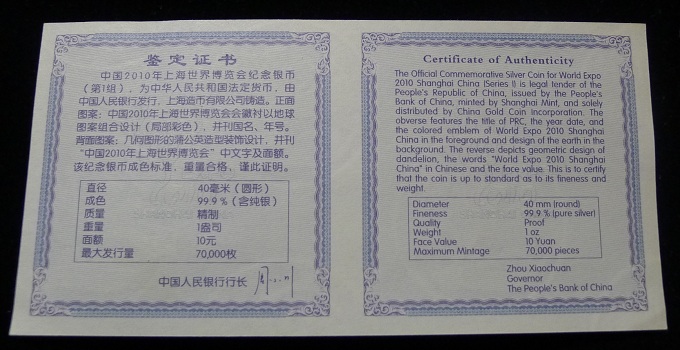 鉴定证书
中国2010年上海世界博览会纪念银币
（第1组），为中华人民共和国法定货币，由
中国人民银行发行，上海造币有限公司铸造。正面
图案：中国2010年上海世界博览会会徽衬以地球
图案组合设计（局部彩色），并刊国名、年号。
背面图案：几何图形的蒲公英造型装饰设计，并刊
“中国2010年上海世界博览会”中文字及面额。
该纪念银币成色标准，重量合格，谨此证明。
直径 40毫米（圆形）
成色 99.9%（含纯银）
质量 精制
重量 1盎司
面额 10元
最大发行量 70,000枚
中国人民银行行长
Certificate of Authenticity
The Official Commemorative Silver Coin for World Expo
2010 Shanghai China (Series I) is legal tender of the
People's Republic of China, issued by the People's
Bank of China, minted by Shanghai Mint, and solely
distributed by China Gold Coin Incorporation. The
obverse features the title of PRC, the year date, and
the colored emblem of World Expo 2010 Shanghai
China in the foreground and design of the earth in the
background. The reverse depicts geometric design of
dandelion, the words "World Expo 2010 Shanghai
China" in Chinese and the face value. This is to certify
that the coin is up to standard as to its fineness and
weight.
Diameter 40 mm (round)
Fineness 99.9% (pure silver)
Quality Proof
Weight 1 oz
Face Value 10 Yuan
Maximum Mintage 70,000 pieces
Zhou Xiaochuan
Governor
The People's Bank of China